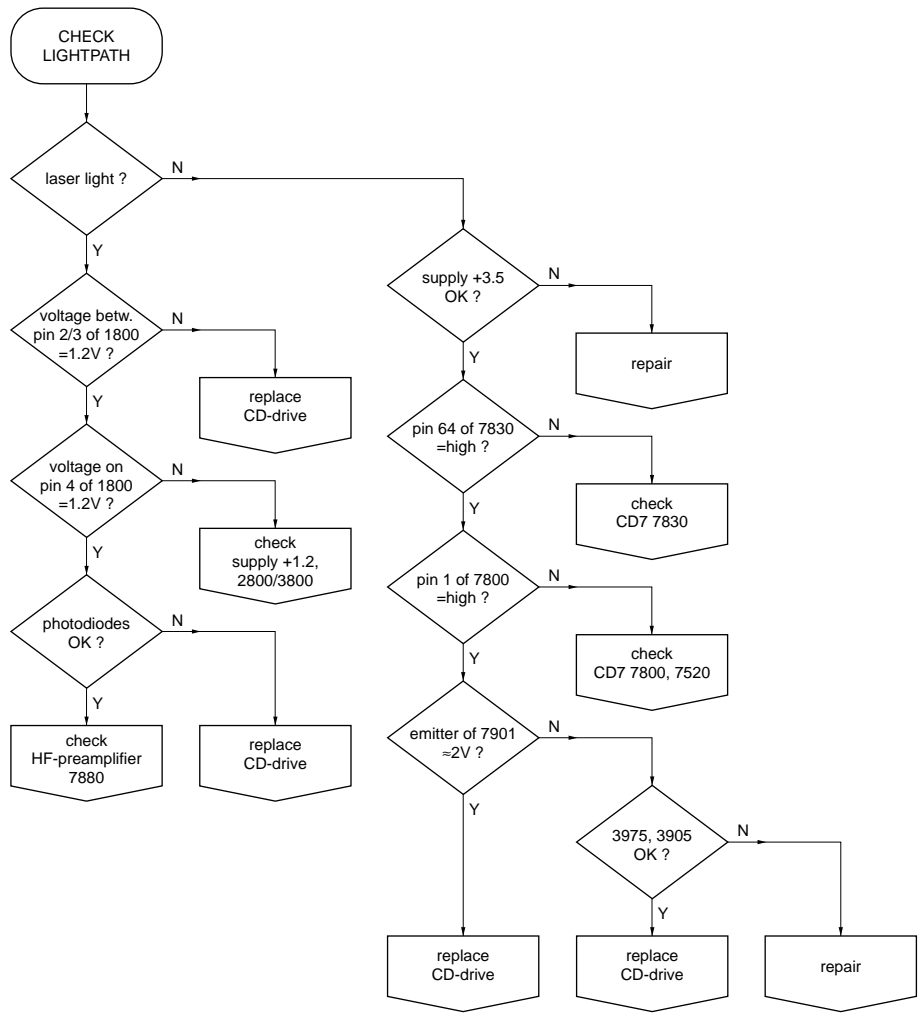 CHECK
LIGHTPATH
laser light ?
N
Y
voltage betw.
pin 2/3 of 1800
=1.2V ?
N
Y
replace
CD-drive
voltage on
pin 4 of 1800
=1.2V ?
N
Y
check
supply +1.2,
2800/3800
photodiodes
OK ?
N
Y
check
HF-preamplifier
7880
replace
CD-drive
supply +3.5
OK ?
N
Y
repair
pin 64 of 7830
=high ?
N
Y
check
CD7 7830
pin 1 of 7800
=high ?
N
Y
check
CD7 7800, 7520
emitter of 7901
≈2V ?
N
Y
3975, 3905
OK ?
N
Y
replace
CD-drive
replace
CD-drive
repair